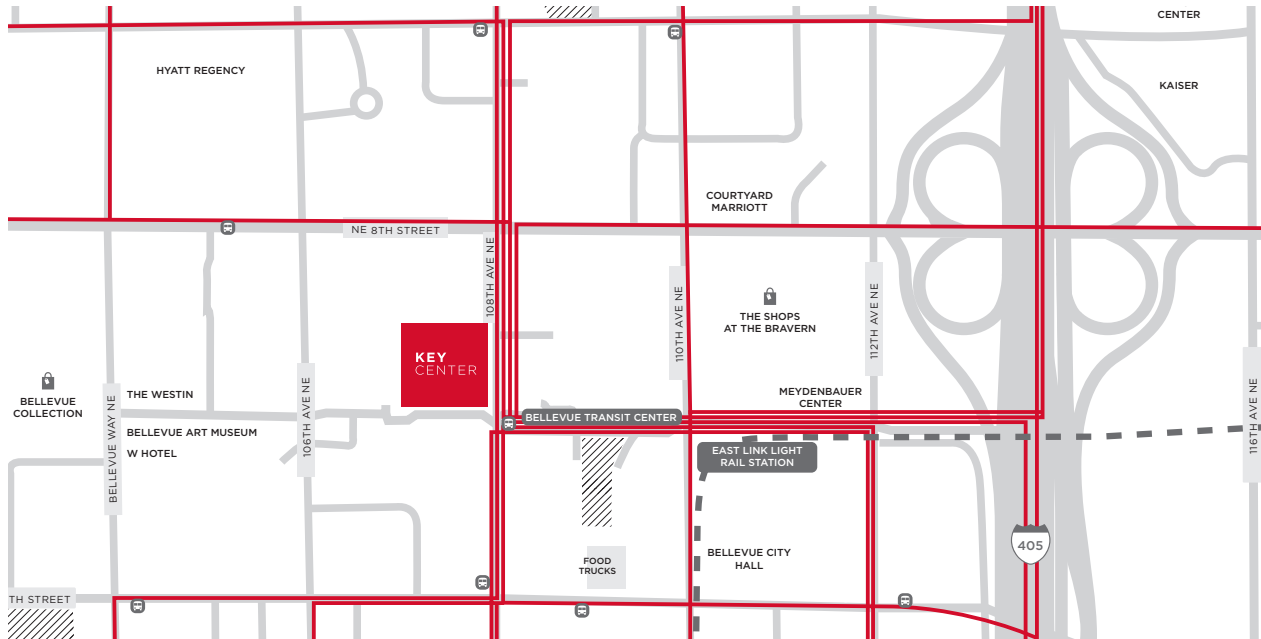 CENTER
HYATT REGENCY
KAISER
COURTYARD
MARRIOTT
NE 8TH STREET
108TH AVE NE
110TH AVE NE
112TH AVE NE
THE SHOPS
AT THE BRAVERN
KEY
CENTER
BELLEVUE
COLLECTION
THE WESTIN
BELLEVUE WAY NE
106TH AVE NE
116TH AVE NE
MEYDENBAUER
CENTER
BELLEVUE TRANSIT CENTER
BELLEVUE ART MUSEUM
W HOTEL
EAST LINK LIGHT
RAIL STATION
405
BELLEVUE CITY
HALL
FOOD
TRUCKS
TH STREET